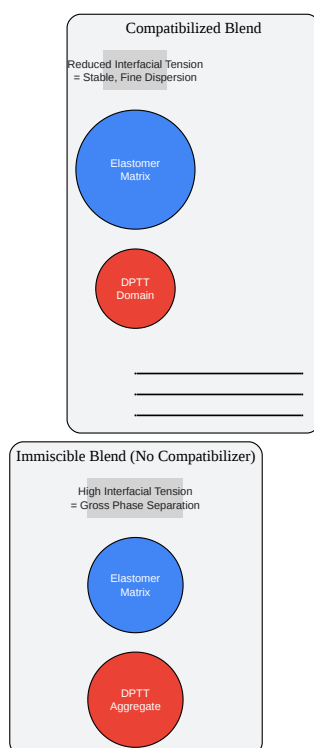 Compatibilized Blend
Reduced Interfacial Tension
= Stable, Fine Dispersion
Elastomer
Matrix
DPTT
Domain
Immiscible Blend (No Compatibilizer)
High Interfacial Tension
= Gross Phase Separation
Elastomer
Matrix
DPTT
Aggregate